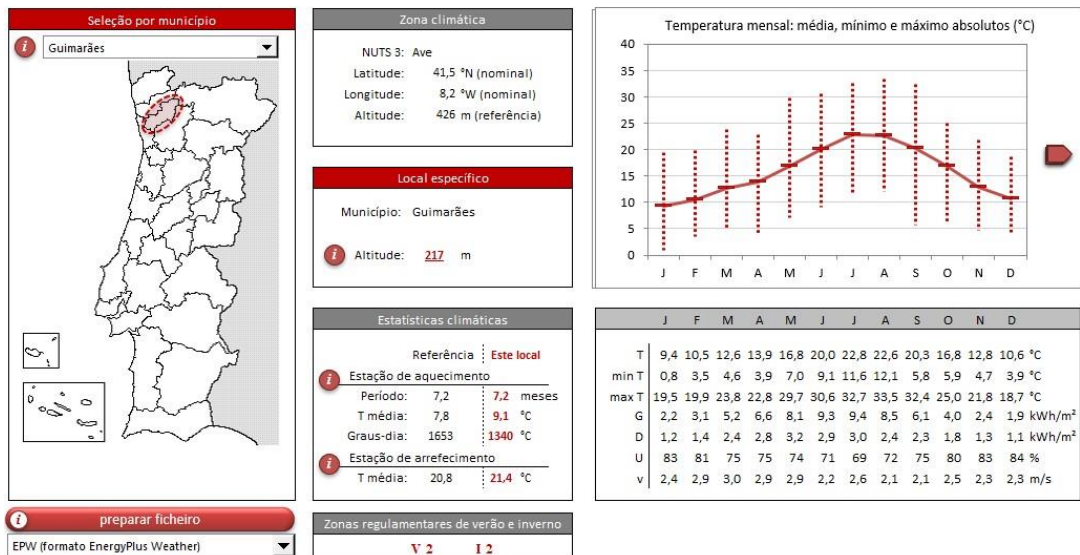 Seleção por município
i Guimarães
preparar ficheiro
i
EPW (formato EnergyPlus Weather)
Zona climática
NUTS 3: Ave
Latitude: 41,5 °N (nominal)
Longitude: 8,2 °W (nominal)
Altitude: 426 m (referência)
Local específico
Município: Guimarães
i Altitude: 217 m
Estatísticas climáticas
Referência Este local
i Estação de aquecimento
Período: 7,2 7,2 meses
T média: 7,8 9,1 °C
Graus-dia: 1653 1340 °C
i Estação de arrefecimento
T média: 20,8 21,4 °C
Zonas regulamentares de verão e inverno
V 2 I 2
Temperatura mensal: média, mínimo e máximo absolutos (°C)
40
35
30
25
20
15
10
5
0
J F M A M J J A S O N D
J F M A M J J A S O N D
T 9,4 10,5 12,6 13,9 16,8 20,0 22,8 22,6 20,3 16,8 12,8 10,6 °C
min T 0,8 3,5 4,6 3,9 7,0 9,1 11,6 12,1 5,8 5,9 4,7 3,9 °C
max T 19,5 19,9 23,8 22,8 29,7 30,6 32,7 33,5 32,4 25,0 21,8 18,7 °C
G 2,2 3,1 5,2 6,6 8,1 9,3 9,4 8,5 6,1 4,0 2,4 1,9 kWh/m²
D 1,2 1,4 2,4 2,8 3,2 2,9 3,0 2,4 2,3 1,8 1,3 1,1 kWh/m²
U 83 81 75 75 74 71 69 72 75 80 83 84 %
v 2,4 2,9 3,0 2,9 2,9 2,2 2,6 2,1 2,1 2,5 2,3 2,3 m/s